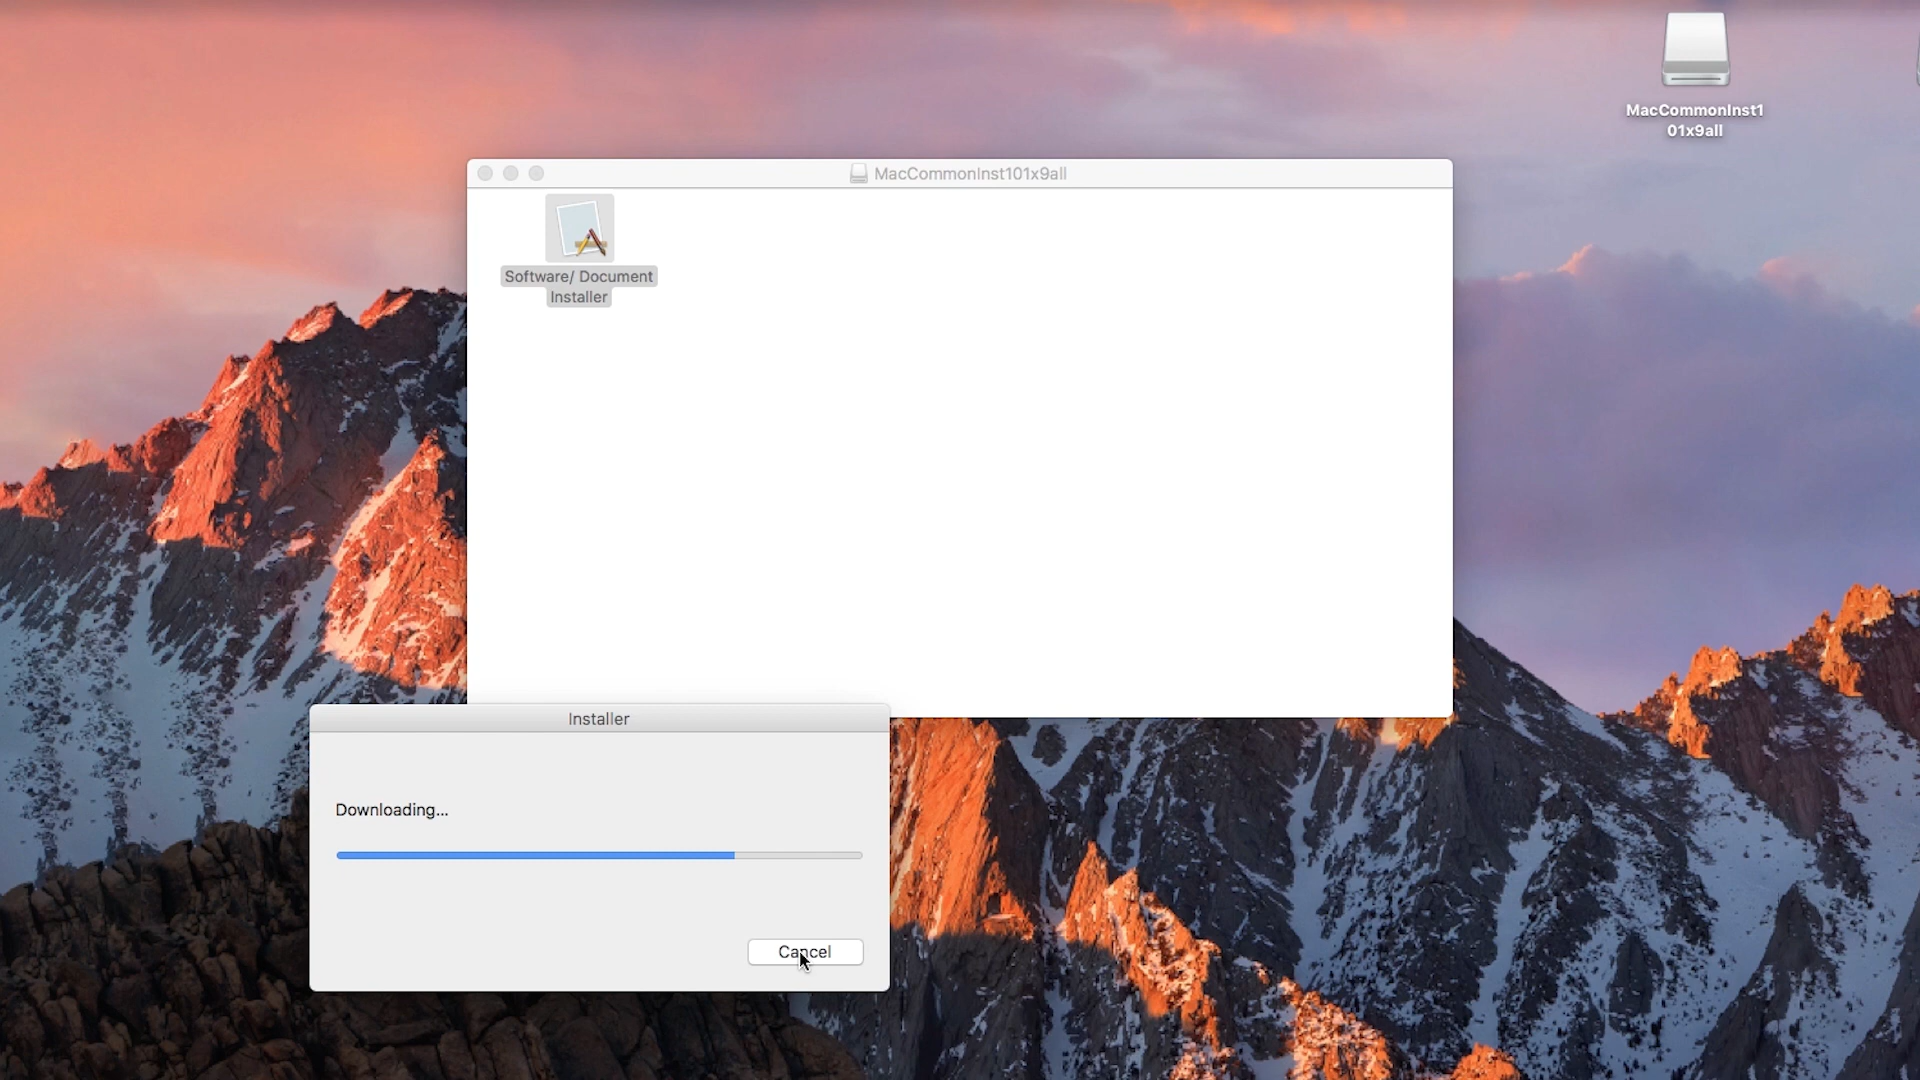 MacCommonInst1
01x9all
MacCommonInst101x9all
Software/ Document
Installer
Installer
Downloading...
Cancel